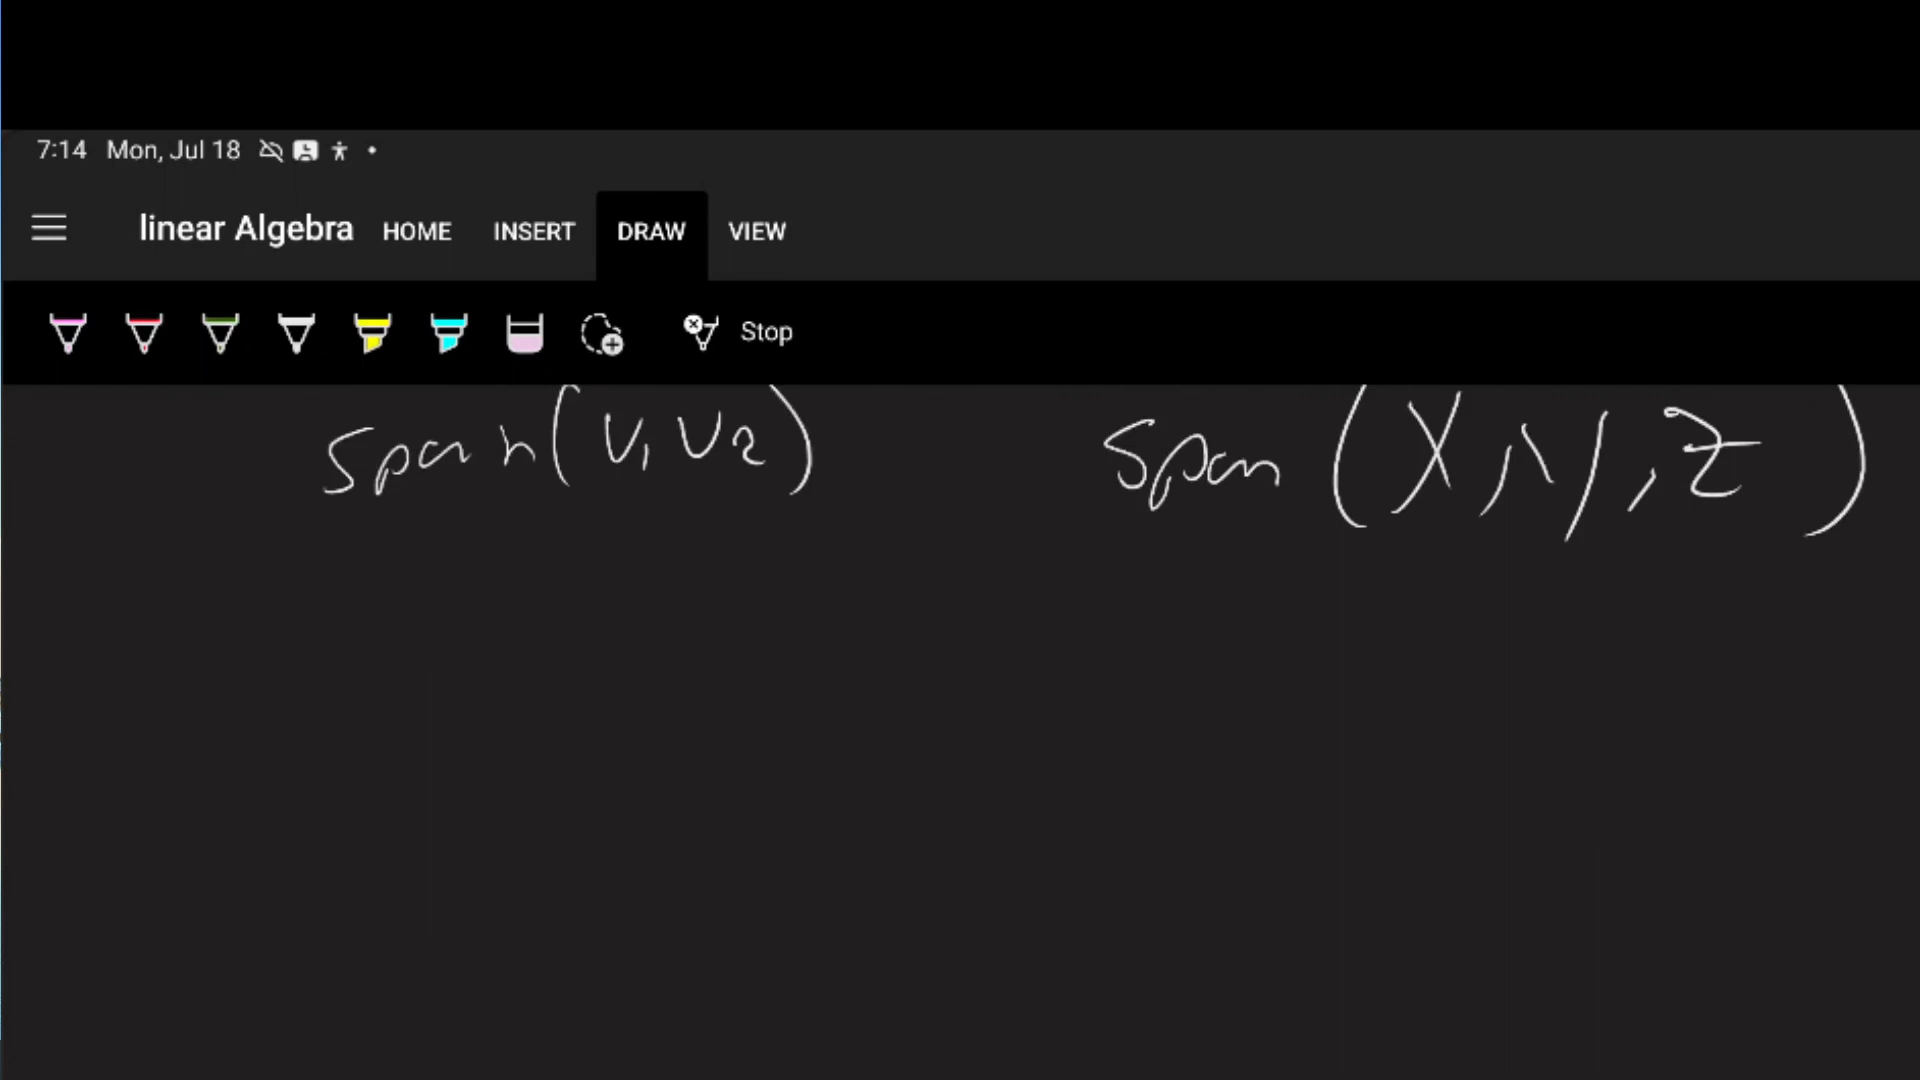 7:14 Mon, Jul 18
linear Algebra HOME INSERT DRAW VIEW
Stop
span(v1 v2) span (X, y, z)